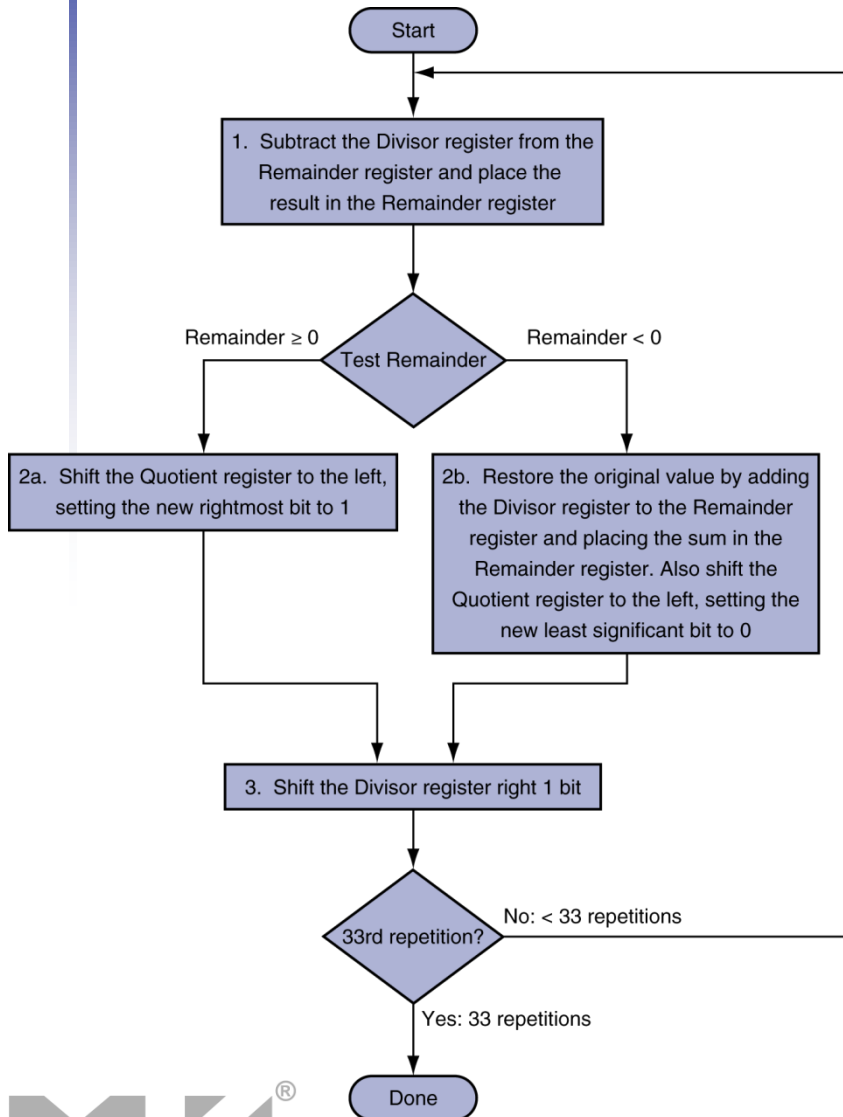 Start
1. Subtract the Divisor register from the
Remainder register and place the
result in the Remainder register
Remainder ≥ 0
Remainder < 0
Test Remainder
2a. Shift the Quotient register to the left,
setting the new rightmost bit to 1
2b. Restore the original value by adding
the Divisor register to the Remainder
register and placing the sum in the
Remainder register. Also shift the
Quotient register to the left, setting the
new least significant bit to 0
3. Shift the Divisor register right 1 bit
33rd repetition?
No: < 33 repetitions
Yes: 33 repetitions
Done
®